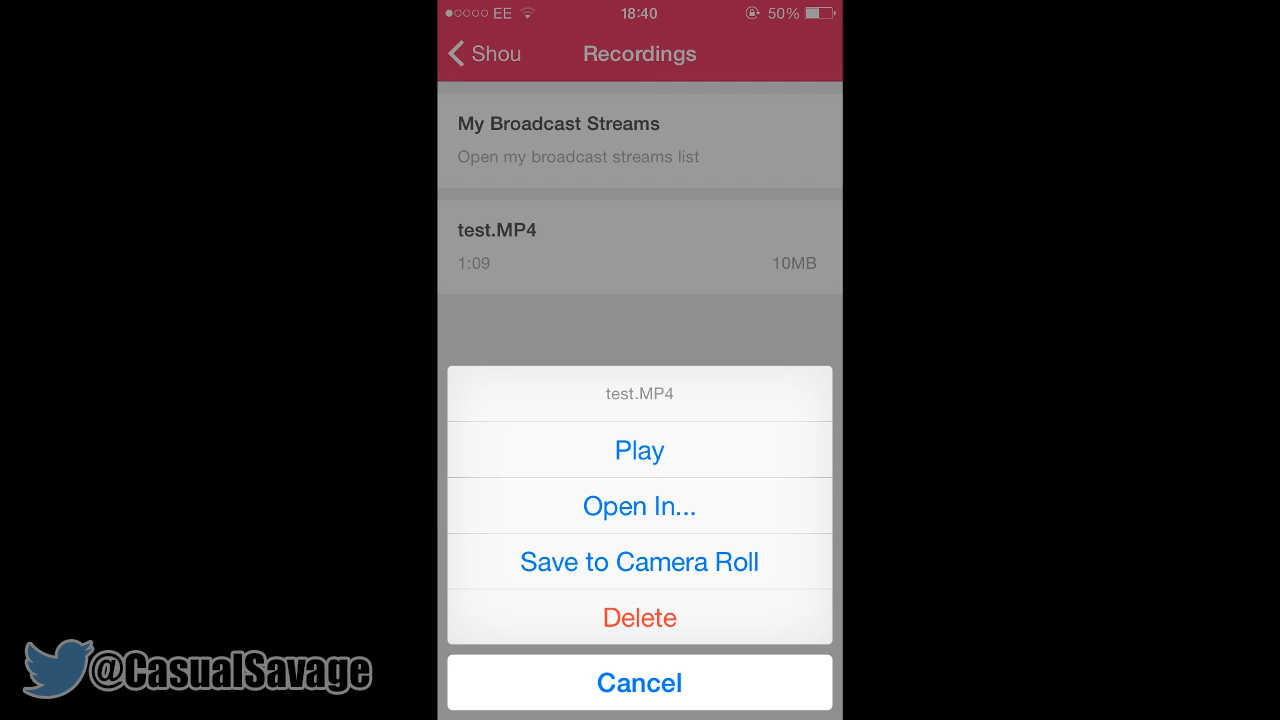 EE 18:40 50%
Shou Recordings
My Broadcast Streams
Open my broadcast streams list
test.MP4
1:09 10MB
test.MP4
Play
Open In...
Save to Camera Roll
Delete
Cancel
@CasualSavage